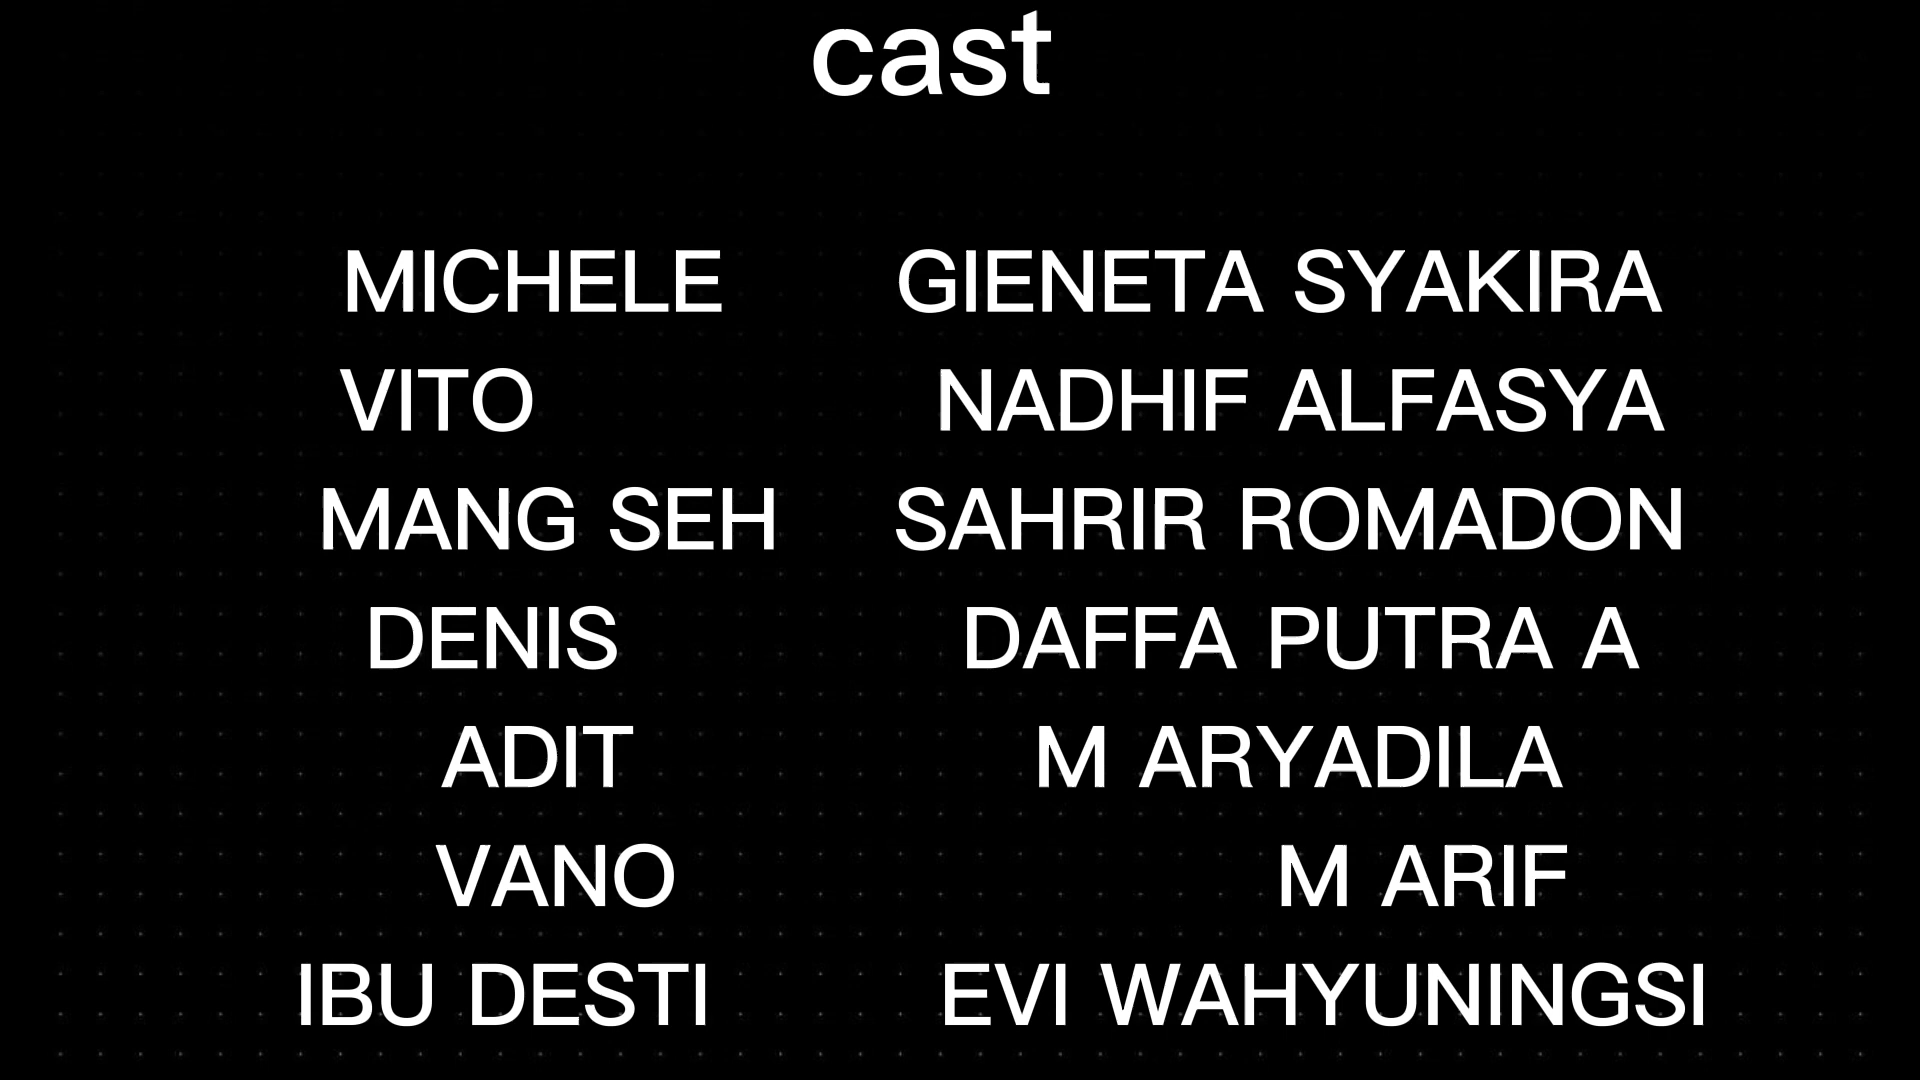 cast
MICHELE GIENETA SYAKIRA
VITO NADHIF ALFASYA
MANG SEH SAHRIR ROMADON
DENIS DAFFA PUTRA A
ADIT M ARYADILA
VANO M ARIF
IBU DESTI EVI WAHYUNINGSI